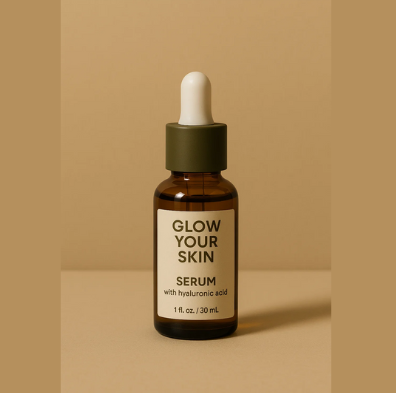 GLOW
YOUR
SKIN
SERUM
with hyaluronic acid
1 fl. oz. / 30 mL